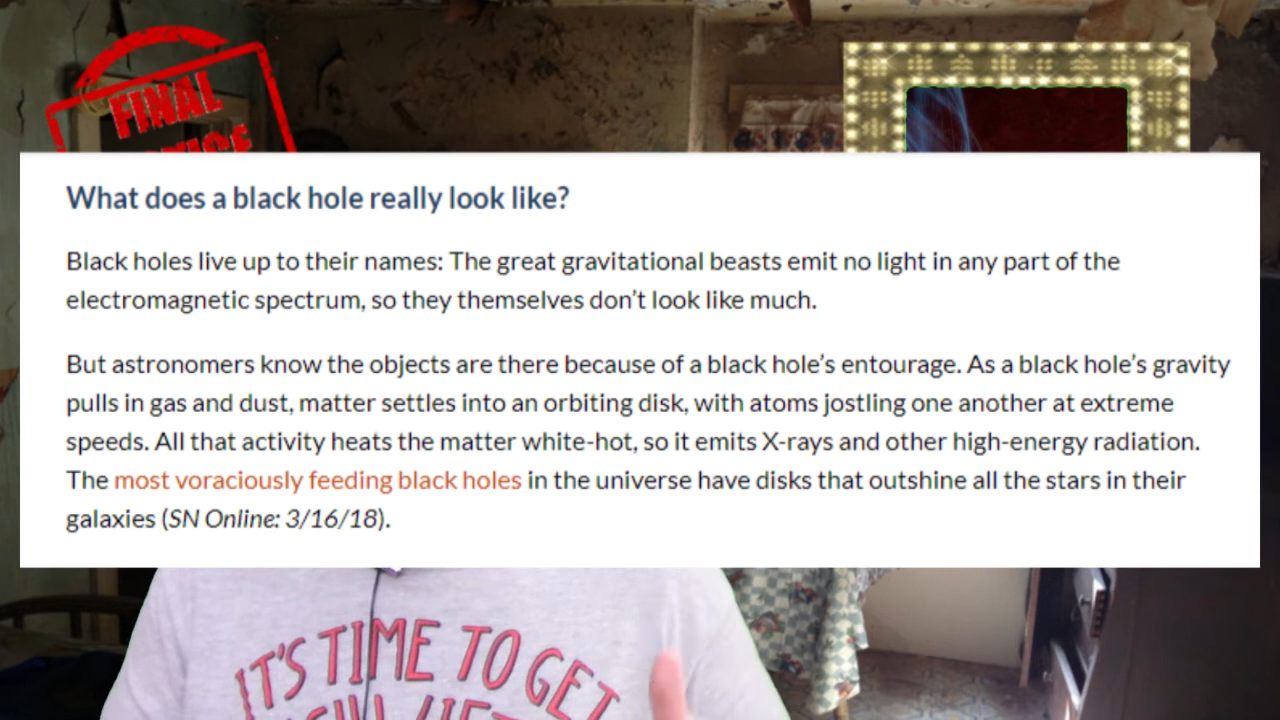 FINAL
What does a black hole really look like?
Black holes live up to their names: The great gravitational beasts emit no light in any part of the
electromagnetic spectrum, so they themselves don’t look like much.
But astronomers know the objects are there because of a black hole’s entourage. As a black hole’s gravity
pulls in gas and dust, matter settles into an orbiting disk, with atoms jostling one another at extreme
speeds. All that activity heats the matter white-hot, so it emits X-rays and other high-energy radiation.
The most voraciously feeding black holes in the universe have disks that outshine all the stars in their
galaxies (SN Online: 3/16/18).
IT'S TIME TO GET